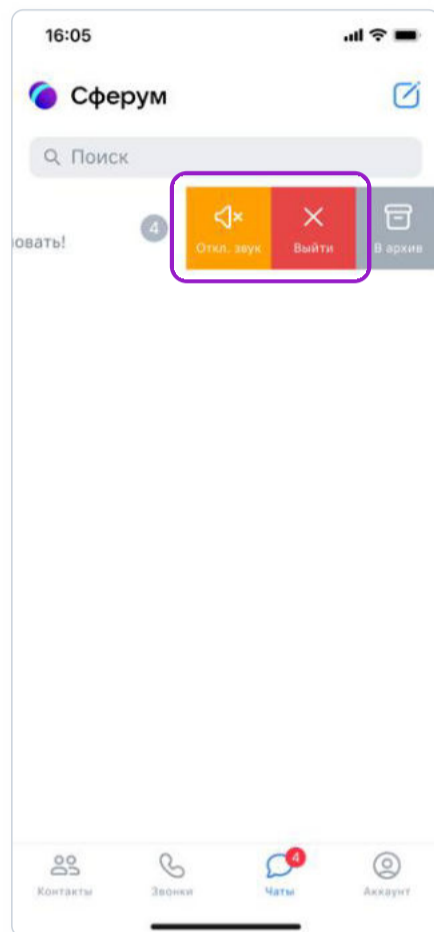 16:05
Сферум
Поиск
овать!
4
Откл. звук
Выйти
В архив
4
Контакты
Звонки
Чаты
Аккаунт